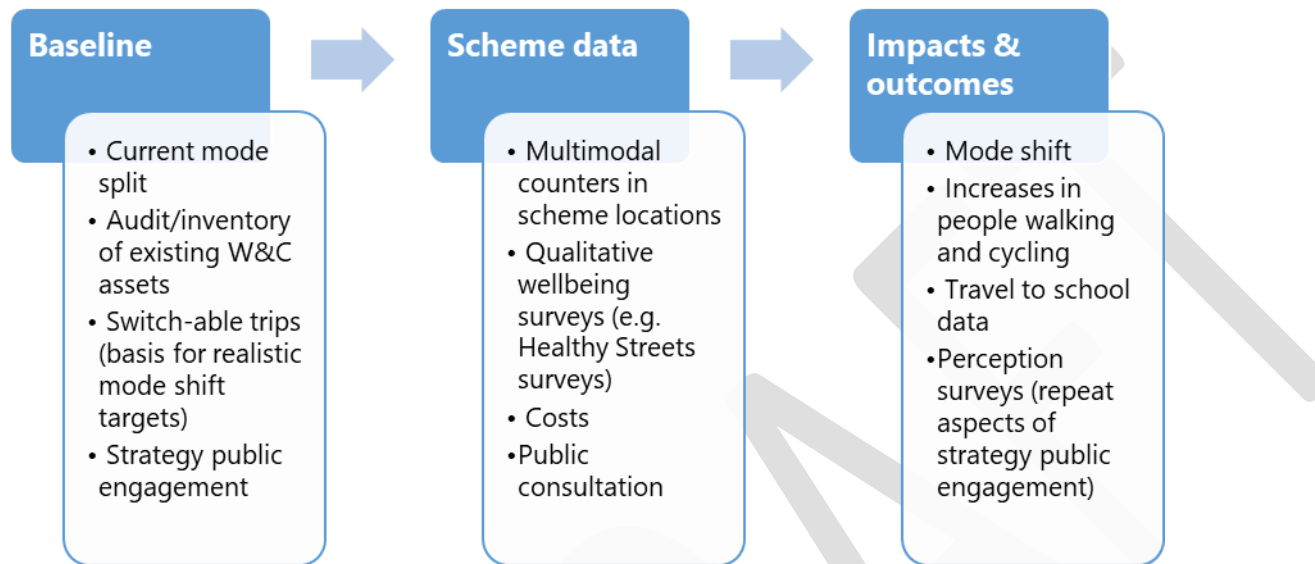 Baseline
• Current mode
split
• Audit/inventory
of existing W&C
assets
• Switch-able trips
(basis for realistic
mode shift
targets)
• Strategy public
engagement
Scheme data
• Multimodal
counters in
scheme locations
• Qualitative
wellbeing
surveys (e.g.
Healthy Streets
surveys)
• Costs
•Public
consultation
Impacts &
outcomes
• Mode shift
• Increases in
people walking
and cycling
• Travel to school
data
•Perception
surveys (repeat
aspects of
strategy public
engagement)